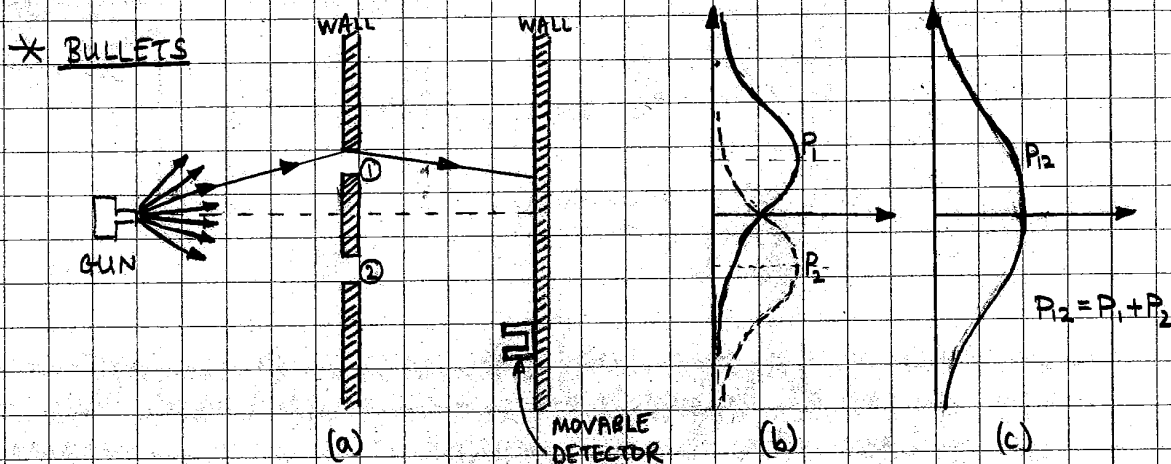 * BULLETS
WALL
WALL
①
②
GUN
MOVABLE
DETECTOR
(a)
P₁
P₂
(b)
P₁₂
P₁₂ = P₁ + P₂
(c)